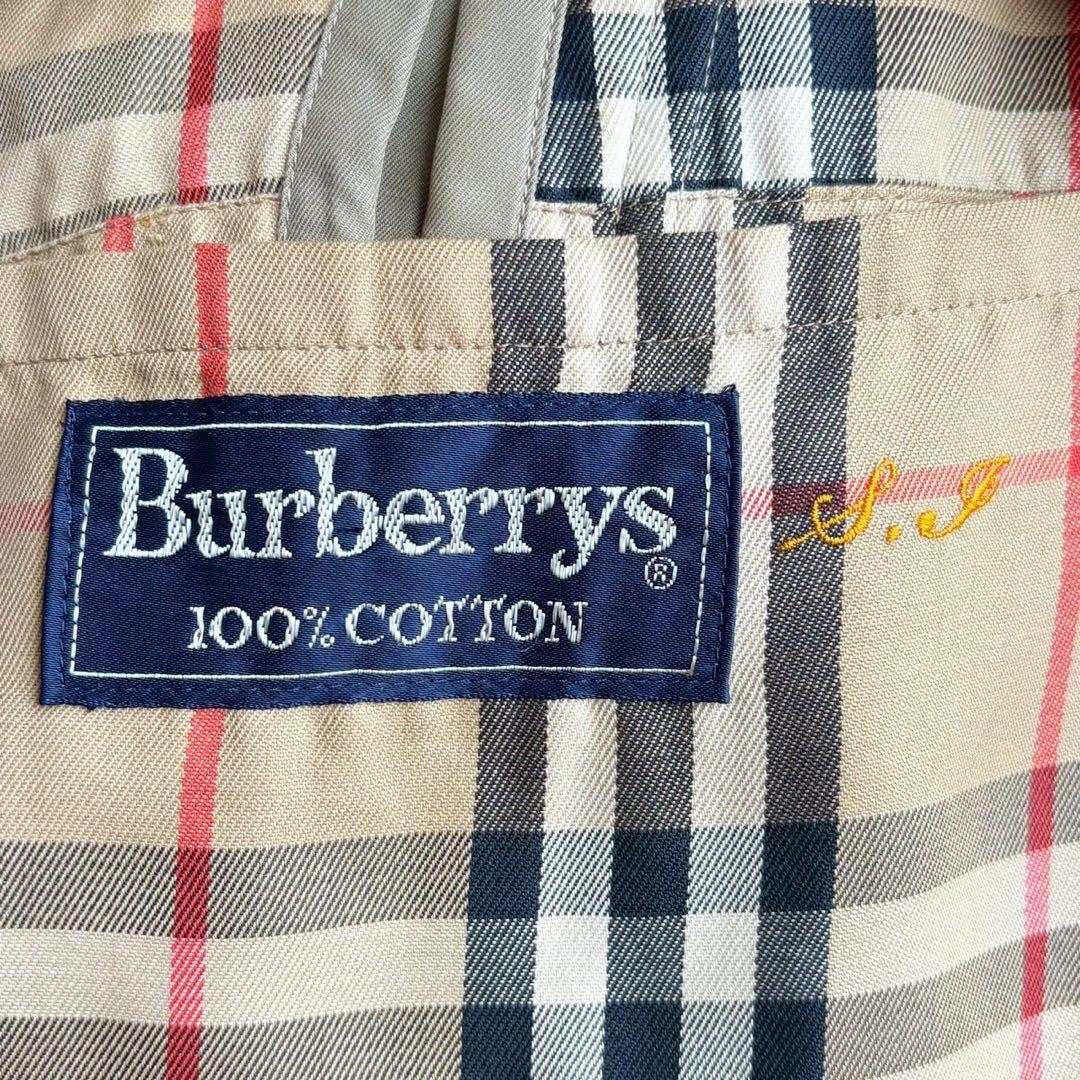 Burberrys
®
100% COTTON
S.I